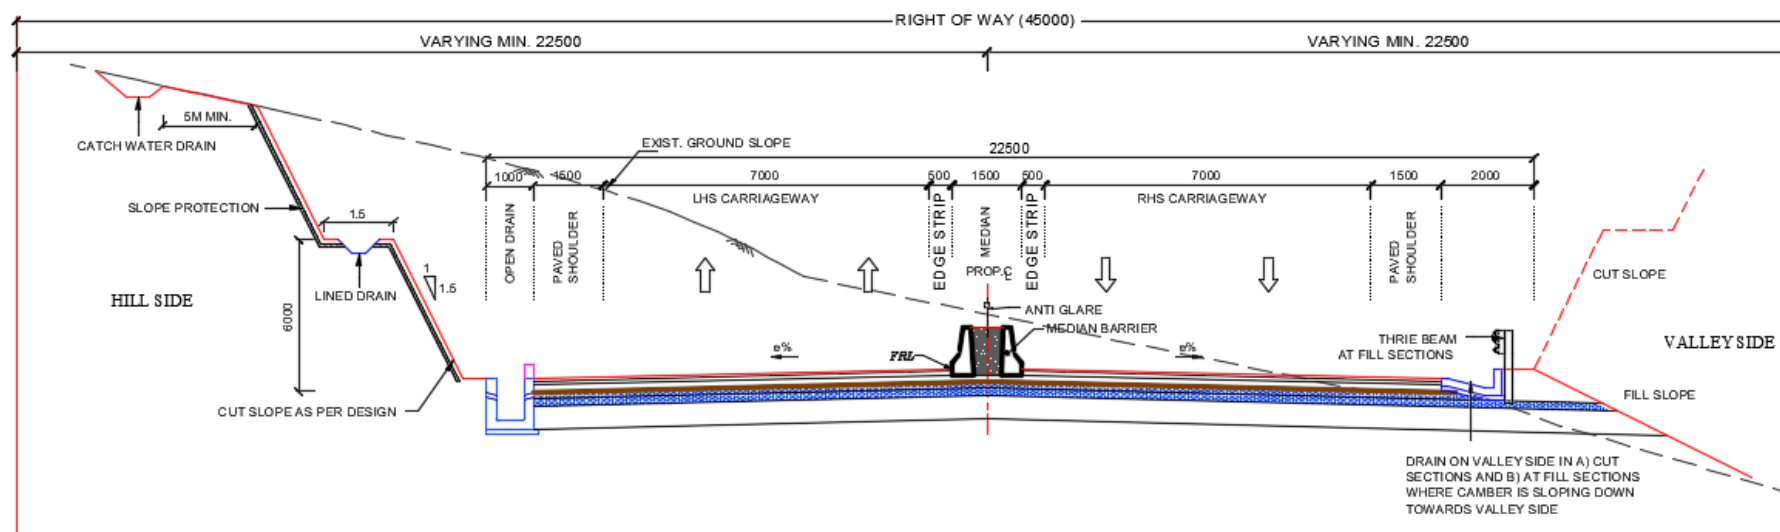 RIGHT OF WAY (45000)
VARYING MIN. 22500
VARYING MIN. 22500
5M MIN.
CATCH WATER DRAIN
EXIST. GROUND SLOPE
22500
1000
1500
7000
500
1500
500
7000
1500
2000
LHS CARRIAGEWAY
RHS CARRIAGEWAY
OPEN DRAIN
PAVED
SHOULDER
EDGE STRIP
MEDIAN
EDGE STRIP
PAVED
SHOULDER
SLOPE PROTECTION
1.5
PROP.
CL
CUT SLOPE
LINED DRAIN
1
1.5
HILL SIDE
6000
ANTI GLARE
MEDIAN BARRIER
THRIE BEAM
AT FILL SECTIONS
VALLEY SIDE
e%
FRL
e%
CUT SLOPE AS PER DESIGN
FILL SLOPE
DRAIN ON VALLEY SIDE IN A) CUT
SECTIONS AND B) AT FILL SECTIONS
WHERE CAMBER IS SLOPING DOWN
TOWARDS VALLEY SIDE